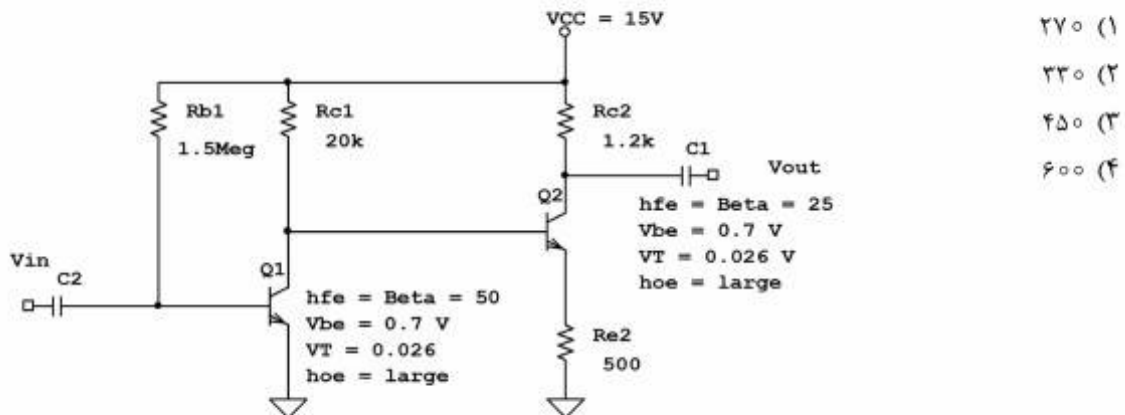 VCC = 15V
Rb1
1.5Meg
Rc1
20k
Rc2
1.2k
C1
Vout
Q2
hfe = Beta = 25
Vbe = 0.7 V
VT = 0.026 V
hoe = large
Vin
C2
Q1
hfe = Beta = 50
Vbe = 0.7 V
VT = 0.026
hoe = large
Re2
500
۱) ۲۷۰
۲) ۳۳۰
۳) ۴۵۰
۴) ۶۰۰